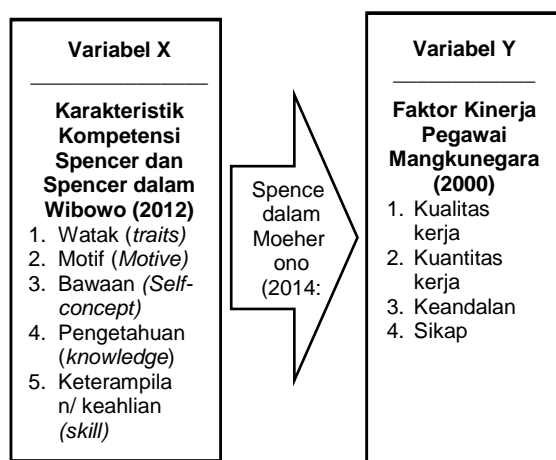 Variabel X
Karakteristik
Kompetensi
Spencer dan
Spencer dalam
Wibowo (2012)
1. Watak (traits)
2. Motif (Motive)
3. Bawaan (Self-
concept)
4. Pengetahuan
(knowledge)
5. Keterampila
n/ keahlian
(skill)
Spence
dalam
Moeher
ono
(2014:
Variabel Y
Faktor Kinerja
Pegawai
Mangkunegara
(2000)
1. Kualitas
kerja
2. Kuantitas
kerja
3. Keandalan
4. Sikap